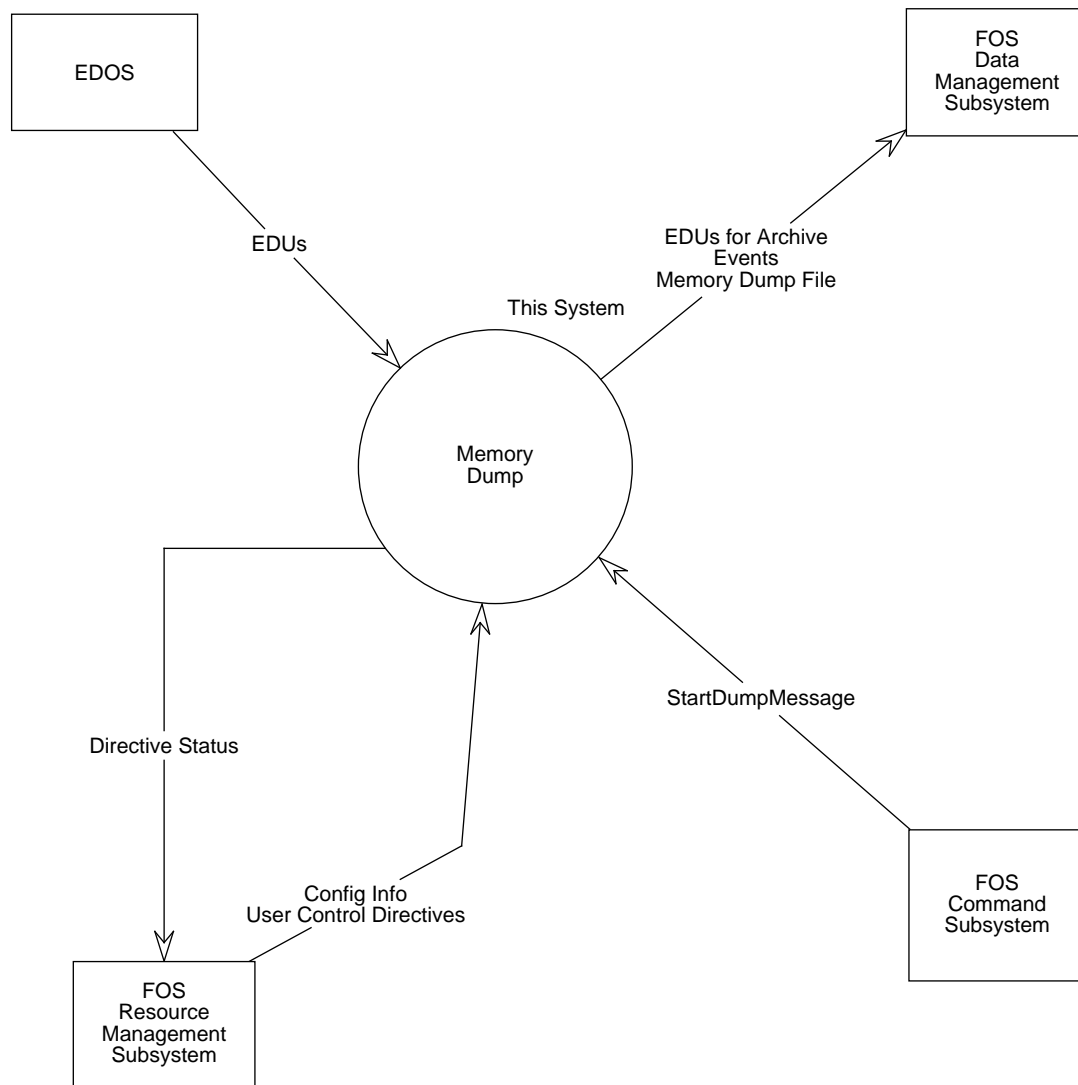 EDOS
FOS
Data
Management
Subsystem
EDUs
EDUs for Archive
Events
Memory Dump File
This System
Memory
Dump
StartDumpMessage
Directive Status
Config Info
User Control Directives
FOS
Command
Subsystem
FOS
Resource
Management
Subsystem